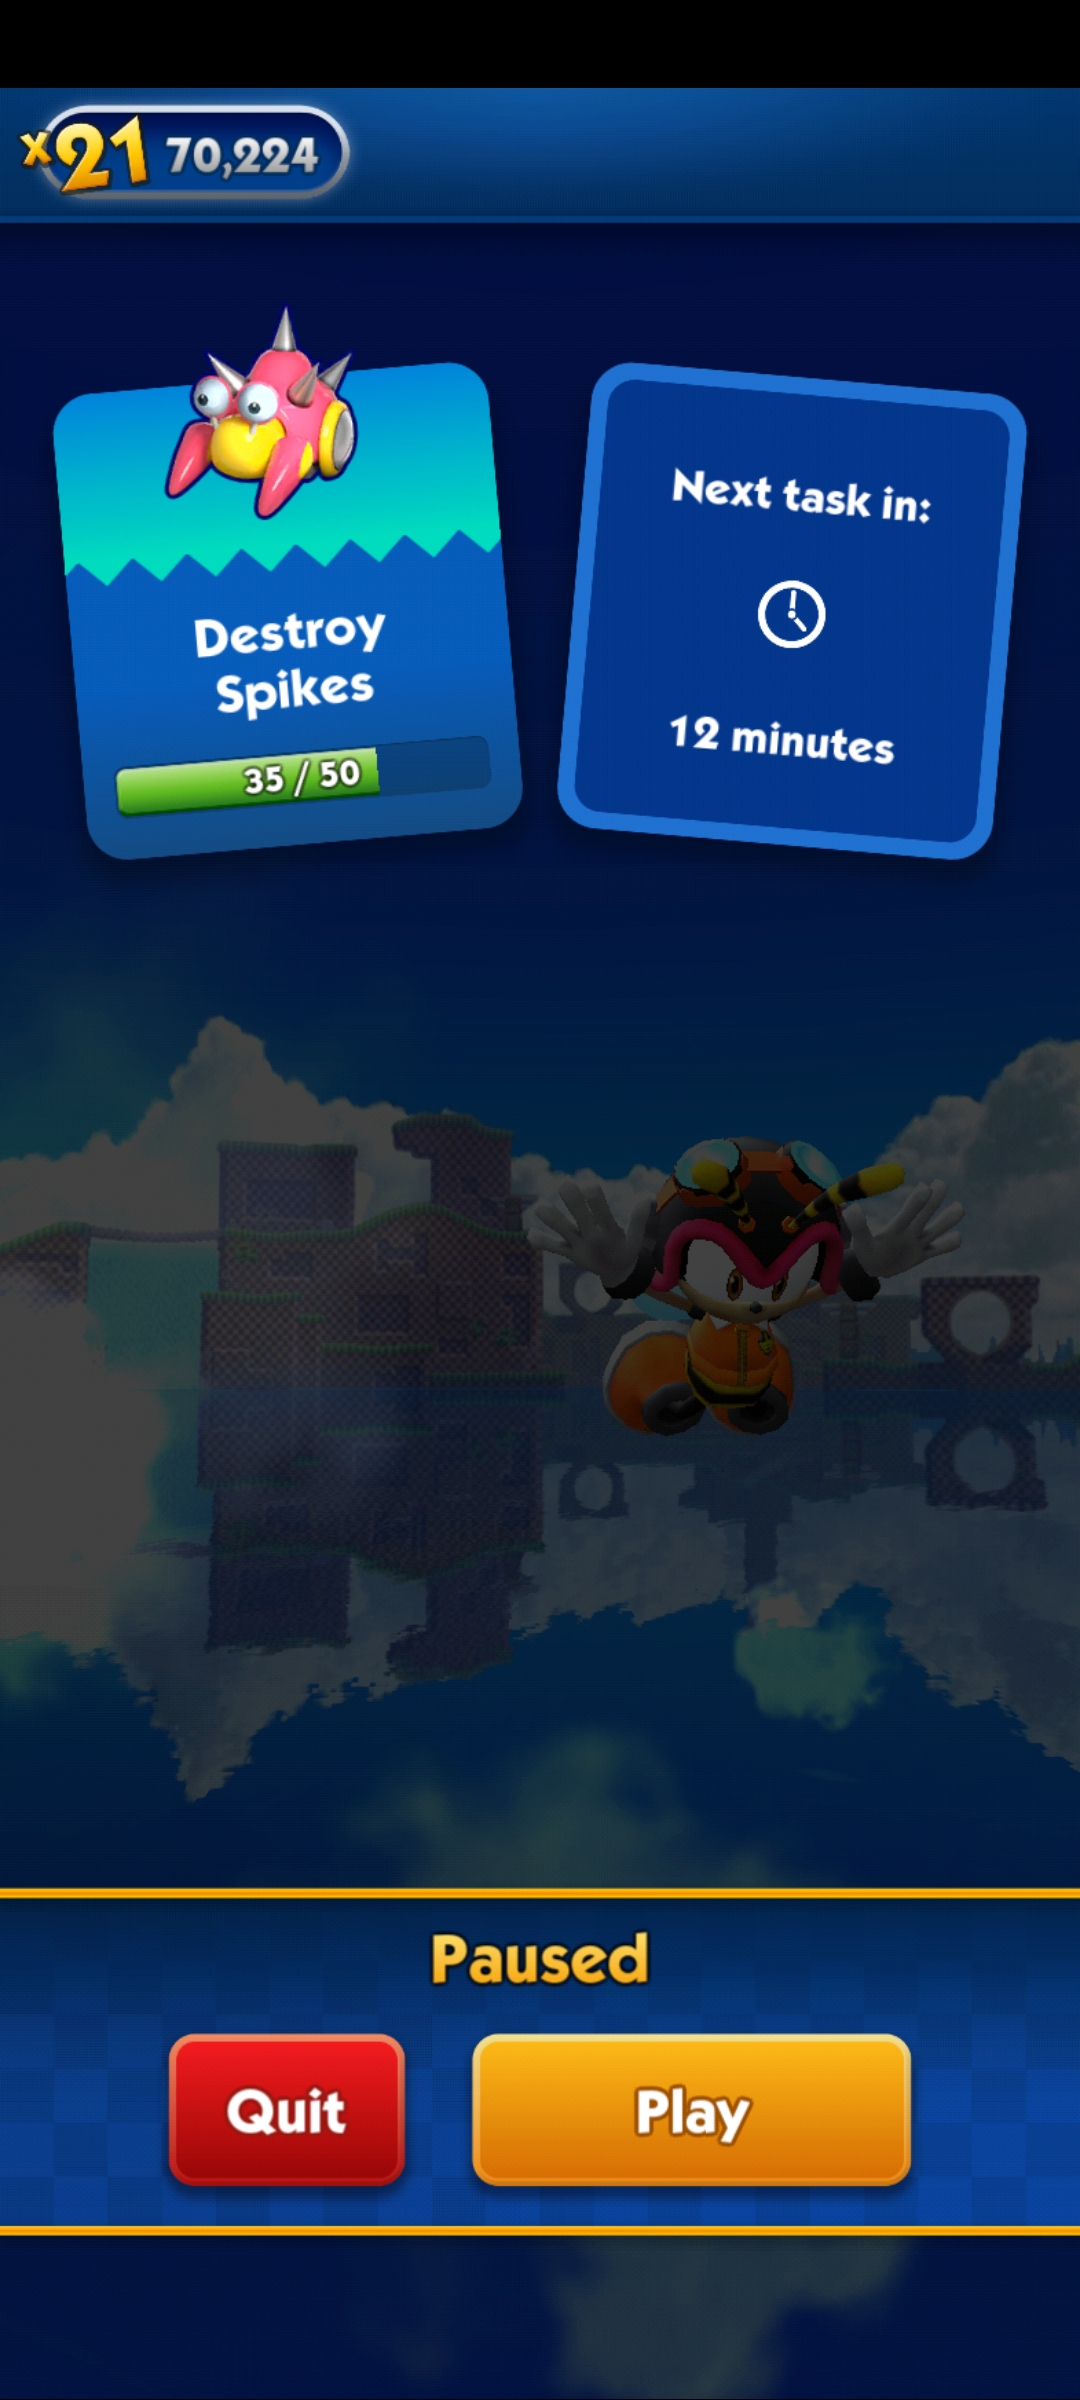 x21 70,224
Destroy
Spikes
35 / 50
Next task in:
12 minutes
Paused
Quit
Play